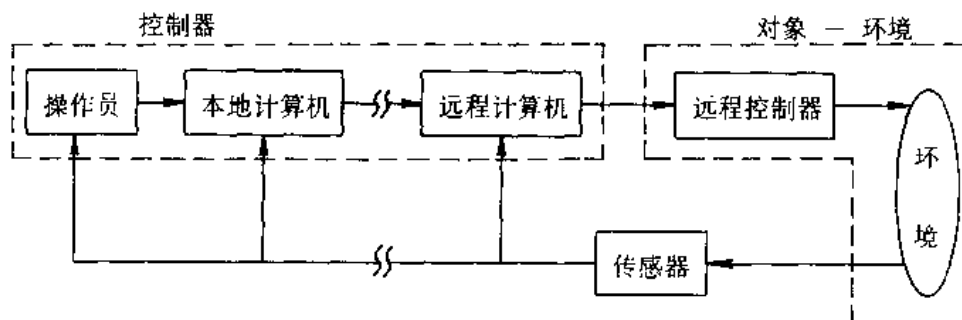 控制器
对象 — 环境
操作员
本地计算机
远程计算机
远程控制器
环境
传感器